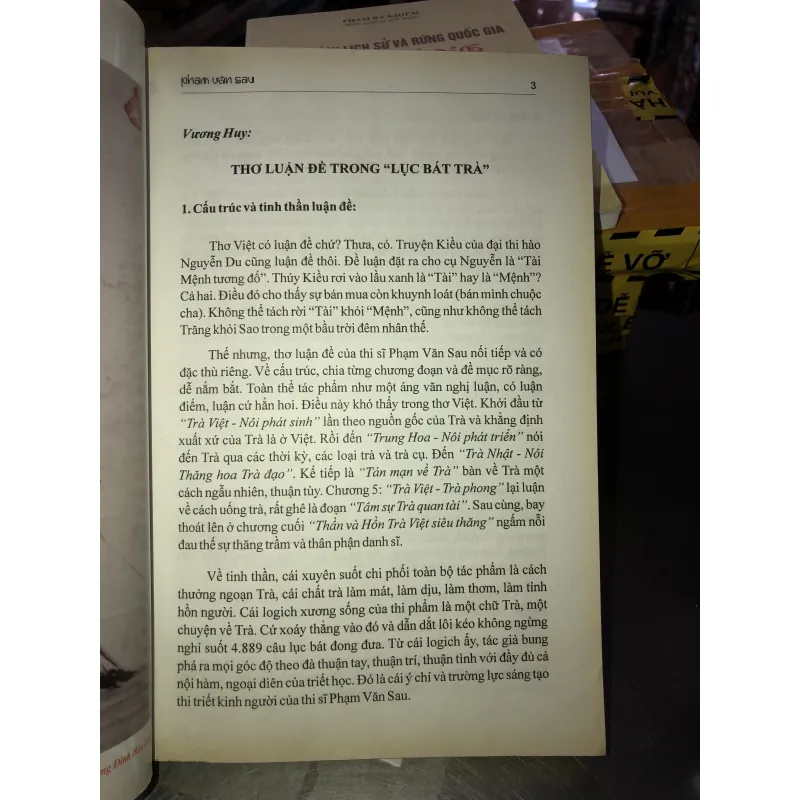 PHẠM BÁ KHIÊM
LỊCH SỬ VÀ RỪNG QUỐC GIA
phạm văn sau
3
Vương Huy:
THƠ LUẬN ĐỀ TRONG “LỤC BÁT TRÀ”
1. Cấu trúc và tinh thần luận đề:
Thơ Việt có luận đề chứ? Thưa, có. Truyện Kiều của đại thi hào
Nguyễn Du cũng luận đề thôi. Đề luận đặt ra cho cụ Nguyễn là “Tài
Mệnh tương đố”. Thúy Kiều rơi vào lầu xanh là “Tài” hay là “Mệnh”?
Cả hai. Điều đó cho thấy sự bán mua còn khuynh loát (bán mình chuộc
cha). Không thể tách rời “Tài” khỏi “Mệnh”, cũng như không thể tách
Trăng khỏi Sao trong một bầu trời đêm nhân thế.
Thế nhưng, thơ luận đề của thi sĩ Phạm Văn Sau nối tiếp và có
đặc thù riêng. Về cấu trúc, chia từng chương đoạn và đề mục rõ ràng,
dễ nắm bắt. Toàn thể tác phẩm như một áng văn nghị luận, có luận
điểm, luận cứ hẳn hoi. Điều này khó thấy trong thơ Việt. Khởi đầu từ
“Trà Việt - Nôi phát sinh” lần theo nguồn gốc của Trà và khẳng định
xuất xứ của Trà là ở Việt. Rồi đến “Trung Hoa - Nôi phát triển” nói
đến Trà qua các thời kỳ, các loại trà và trà cụ. Đến “Trà Nhật - Nôi
Thăng hoa Trà đạo”. Kế tiếp là “Tản mạn về Trà” bàn về Trà một
cách ngẫu nhiên, thuận tùy. Chương 5: “Trà Việt - Trà phong” lại luận
về cách uống trà, rất ghê là đoạn “Tâm sự Trà quan tài”. Sau cùng, bay
thoát lên ở chương cuối “Thần và Hồn Trà Việt siêu thăng” ngấm nỗi
đau thế sự thăng trầm và thân phận danh sĩ.
Về tinh thần, cái xuyên suốt chi phối toàn bộ tác phẩm là cách
thưởng ngoạn Trà, cái chất trà làm mát, làm dịu, làm thơm, làm tinh
hồn người. Cái logich xương sống của thi phẩm là một chữ Trà, một
chuyện về Trà. Cứ xoáy thẳng vào đó và dẫn dắt lôi kéo không ngừng
nghỉ suốt 4.889 câu lục bát đong đưa. Từ cái logich ấy, tác giả bung
phá ra mọi góc độ theo đà thuận tay, thuận trí, thuận tình với đầy đủ cả
nội hàm, ngoại diên của triết học. Đó là cái ý chí và trường lực sáng tạo
thi triết kinh người của thi sĩ Phạm Văn Sau.
VỠ
DỄ